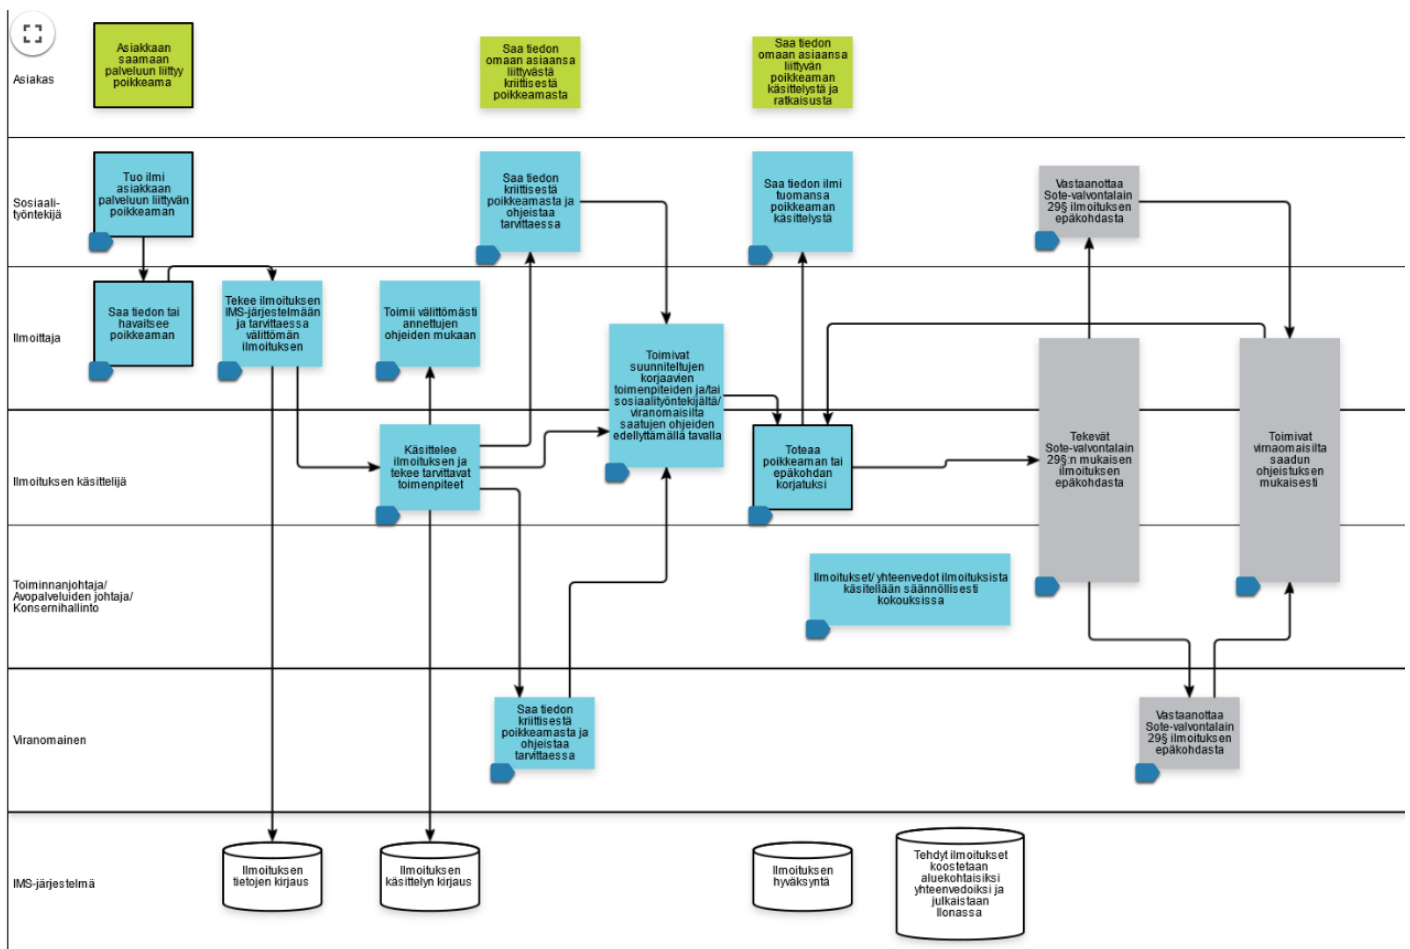 Asiakas
Asiakkaan
saamaan
palveluun liittyy
poikkeama
Saa tiedon
omaan asiaansa
liittyvästä
kriittisestä
poikkeamasta
Saa tiedon
omaan asiaansa
liittyvän
poikkeaman
käsittelystä ja
ratkaisusta
Sosiaali-
työntekijä
Tuo ilmi
asiakkaan
palveluun liittyvän
poikkeaman
Saa tiedon
kriittisestä
poikkeamasta ja
ohjeistaa
tarvittaessa
Saa tiedon ilmi
tuomansa
poikkeaman
käsittelystä
Vastaanottaa
Sote-valvontalain
29§ ilmoituksen
epäkohdasta
Ilmoittaja
Saa tiedon tai
havaitsee
poikkeaman
Tekee ilmoituksen
IMS-järjestelmään
ja tarvittaessa
välittömän
ilmoituksen
Toimii välittömästi
annettujen
ohjeiden mukaan
Toimivat
suunniteltujen
korjaavien
toimenpiteiden ja/tai
sosiaalityöntekijältä/
viranomaisilta
saatujen ohjeiden
edellyttämällä tavalla
Ilmoituksen käsittelijä
Käsittelee
ilmoituksen ja
tekee tarvittavat
toimenpiteet
Toteaa
poikkeaman tai
epäkohdan
korjatuksi
Tekevät
Sote-valvontalain
29§:n mukaisen
ilmoituksen
epäkohdasta
Toimivat
virnaomaisilta
saadun
ohjeistuksen
mukaisesti
Toiminnanjohtaja/
Avopalveluiden johtaja/
Konsernihallinto
Ilmoitukset/ yhteenvedot ilmoituksista
käsitellään säännöllisesti
kokouksissa
Viranomainen
Saa tiedon
kriittisestä
poikkeamasta ja
ohjeistaa
tarvittaessa
Vastaanottaa
Sote-valvontalain
29§ ilmoituksen
epäkohdasta
IMS-järjestelmä
Ilmoituksen
tietojen kirjaus
Ilmoituksen
käsittelyn kirjaus
Ilmoituksen
hyväksyntä
Tehdyt ilmoitukset
koostetaan
aluekohtaisiksi
yhteenvedoiksi ja
julkaistaan
Ilonassa